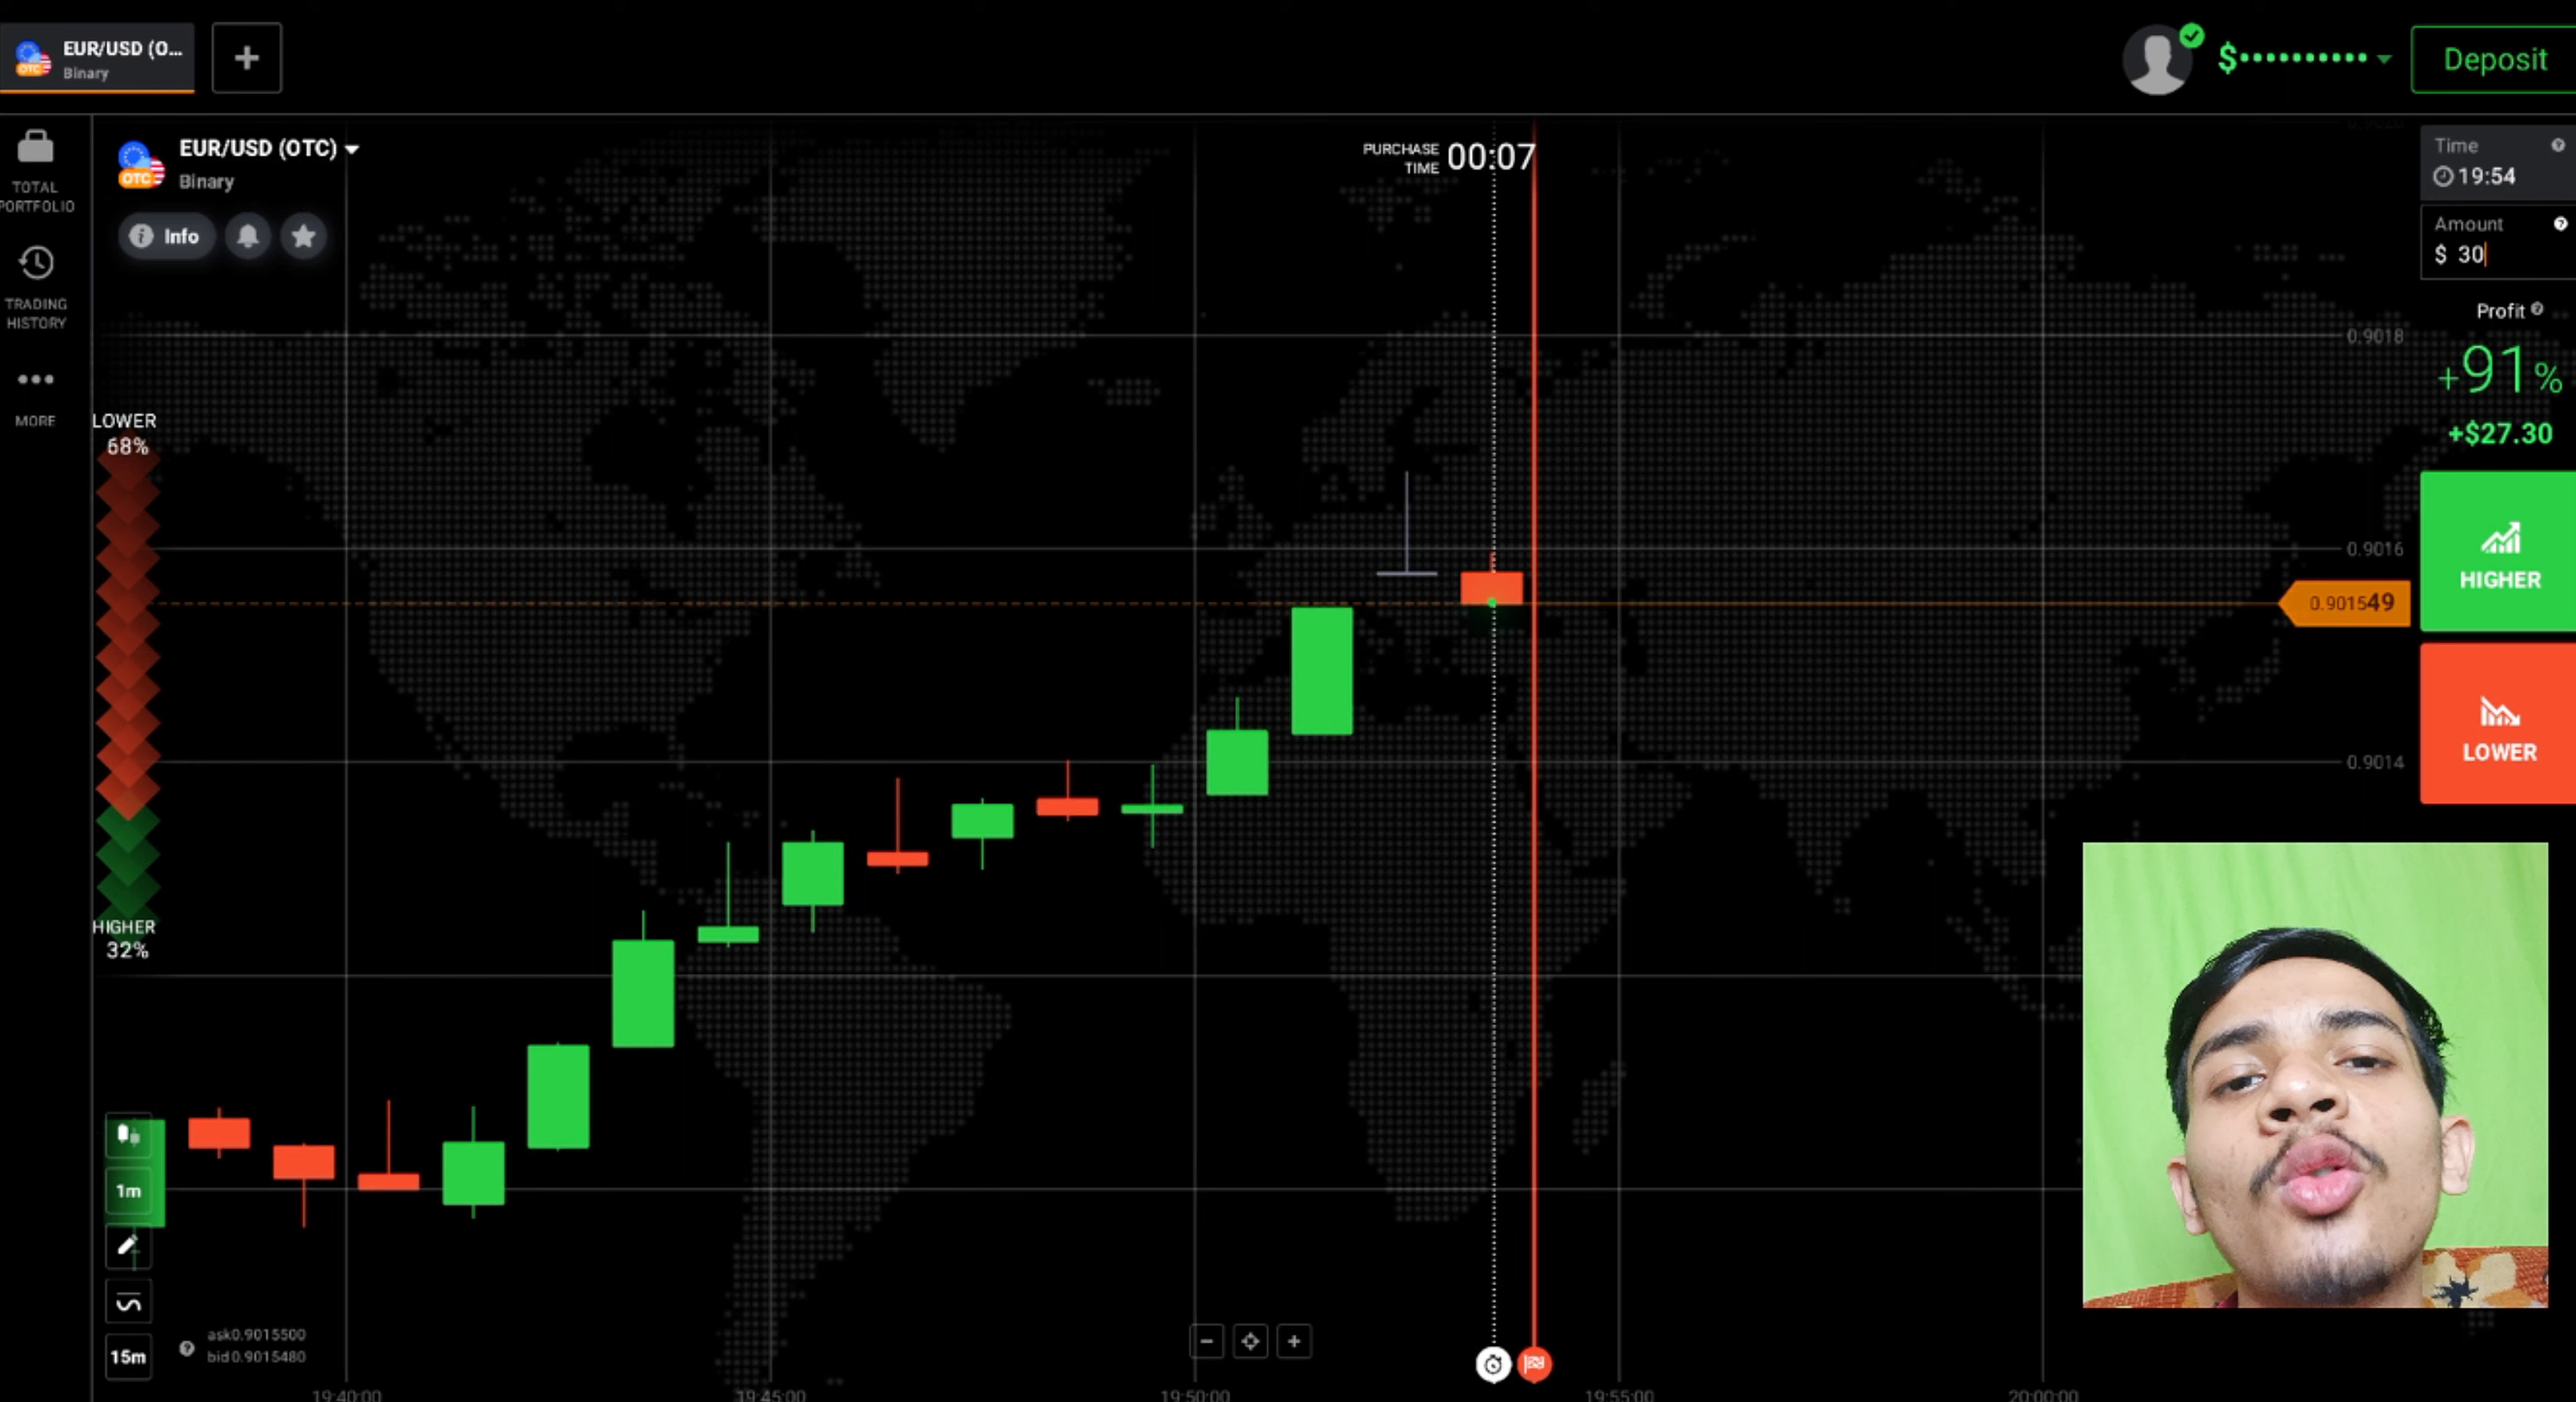 EUR/USD (O...
Binary
OTC
$
Deposit
TOTAL
PORTFOLIO
TRADING
HISTORY
MORE
EUR/USD (OTC)
Binary
OTC
Info
PURCHASE
TIME
00:07
LOWER
68%
HIGHER
32%
1m
15m
ask0.9015500
bid0.9015480
19:40:00
19:45:00
19:50:00
19:55:00
20:00:00
0.9018
0.9016
0.901549
0.9014
Time
19:54
Amount
$ 30
Profit
+91%
+$27.30
HIGHER
LOWER